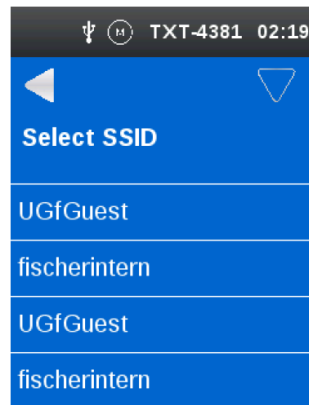 M TXT-4381 02:19
Select SSID
UGfGuest
fischerintern
UGfGuest
fischerintern